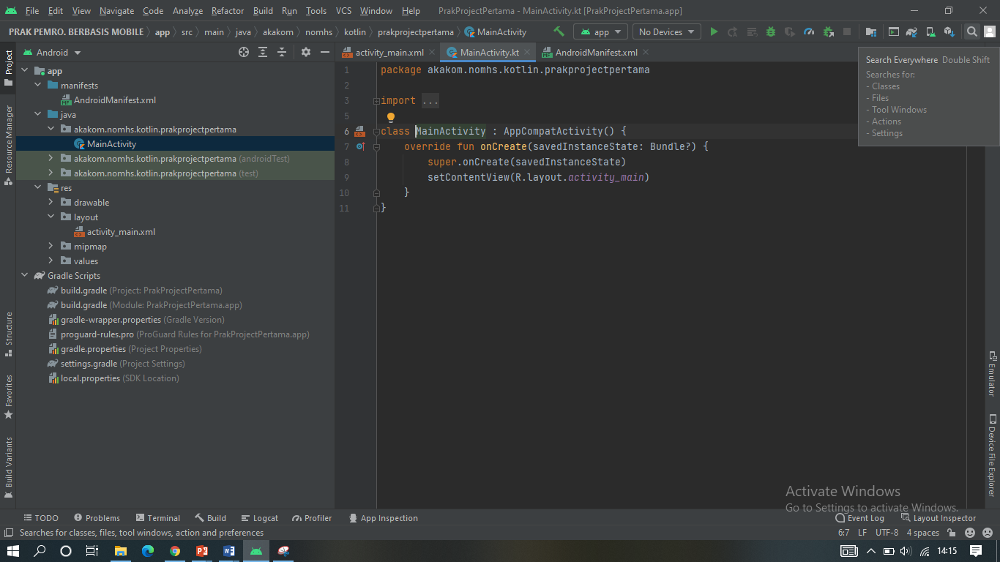 File Edit View Navigate Code Analyze Refactor Build Run Tools VCS Window Help PrakProjectPertama - MainActivity.kt [PrakProjectPertama.app]
PRAK PEMRO. BERBASIS MOBILE app src main java akakom nomhs kotlin prakprojectpertama MainActivity app No Devices
Project
Resource Manager
Structure
Favorites
Build Variants
Android
app
manifests
AndroidManifest.xml
java
akakom.nomhs.kotlin.prakprojectpertama
MainActivity
akakom.nomhs.kotlin.prakprojectpertama (androidTest)
akakom.nomhs.kotlin.prakprojectpertama (test)
res
drawable
layout
activity_main.xml
mipmap
values
Gradle Scripts
build.gradle (Project: PrakProjectPertama)
build.gradle (Module: PrakProjectPertama.app)
gradle-wrapper.properties (Gradle Version)
proguard-rules.pro (ProGuard Rules for PrakProjectPertama.app)
gradle.properties (Project Properties)
settings.gradle (Project Settings)
local.properties (SDK Location)
activity_main.xml MainActivity.kt AndroidManifest.xml
1 package akakom.nomhs.kotlin.prakprojectpertama
2
3 import ...
5
6 class MainActivity : AppCompatActivity() {
7 override fun onCreate(savedInstanceState: Bundle?) {
8 super.onCreate(savedInstanceState)
9 setContentView(R.layout.activity_main)
10 }
11 }
Search Everywhere Double Shift
Searches for:
- Classes
- Files
- Tool Windows
- Actions
- Settings
Emulator
Device File Explorer
Activate Windows
Go to Settings to activate Windows.
TODO Problems Terminal Build Logcat Profiler App Inspection Event Log Layout Inspector
Searches for classes, files, tool windows, action and preferences 6:7 LF UTF-8 4 spaces
14:15